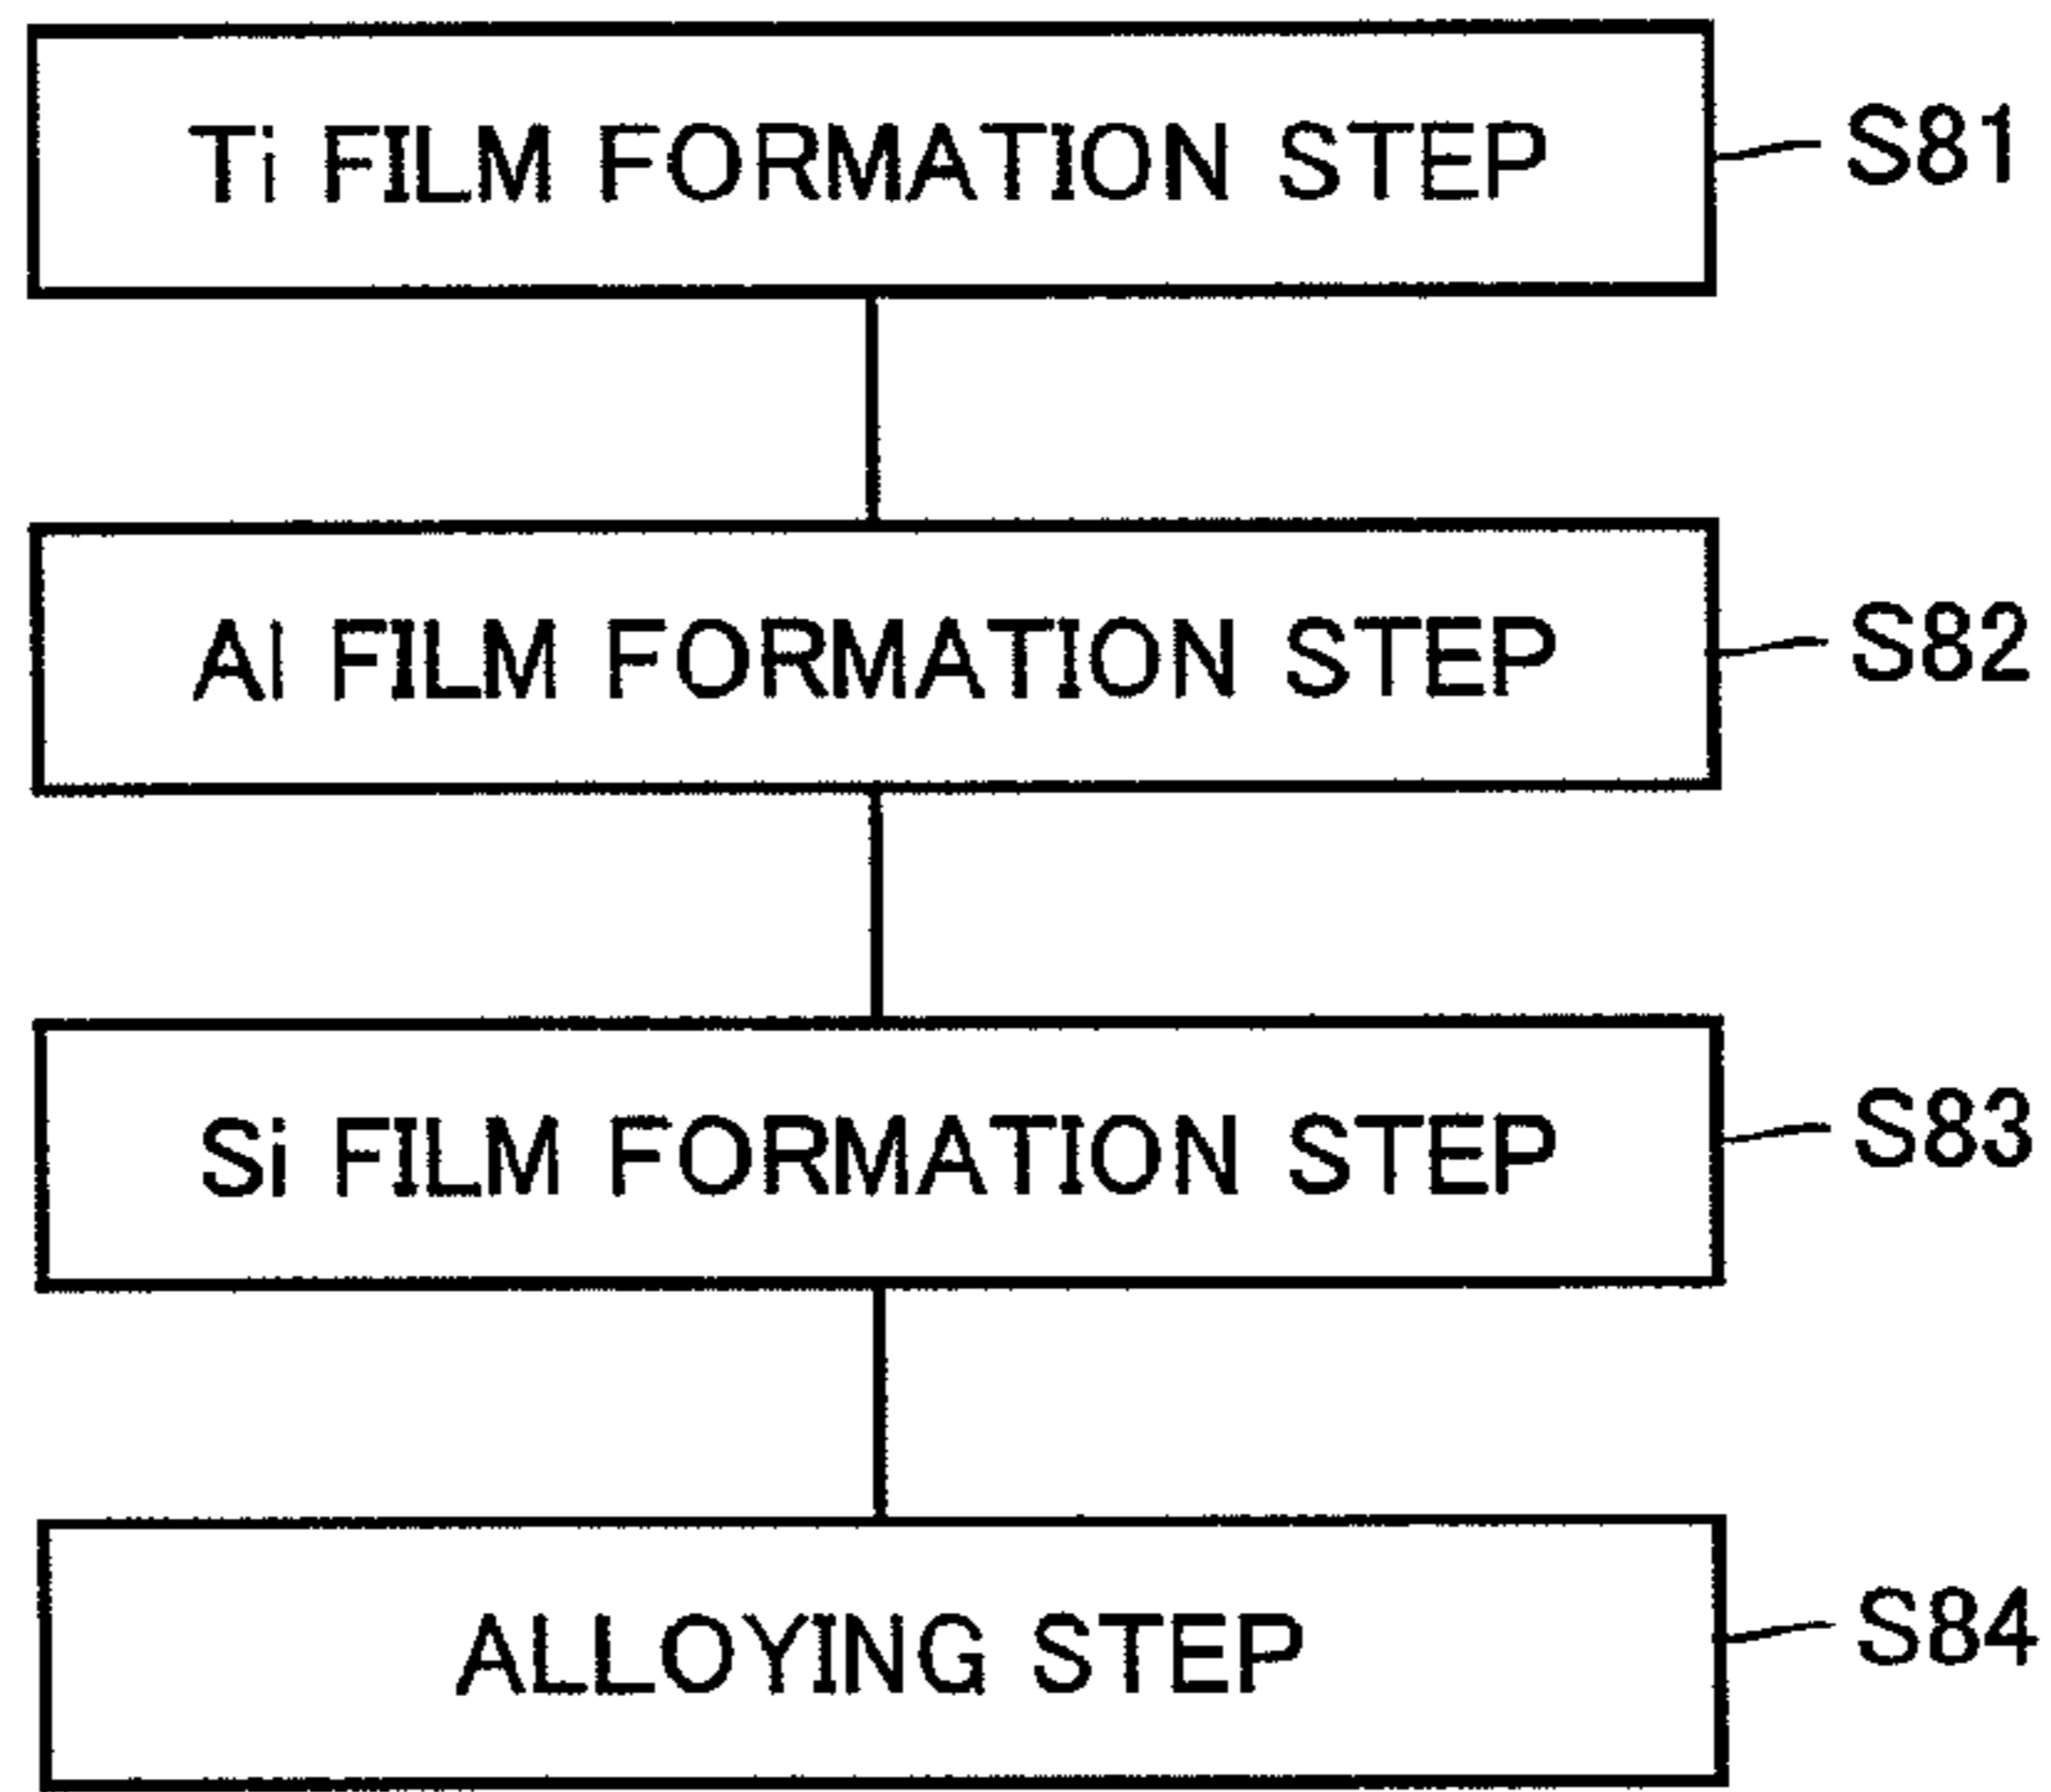 Ti FILM FORMATION STEP S81
Al FILM FORMATION STEP S82
Si FILM FORMATION STEP S83
ALLOYING STEP S84